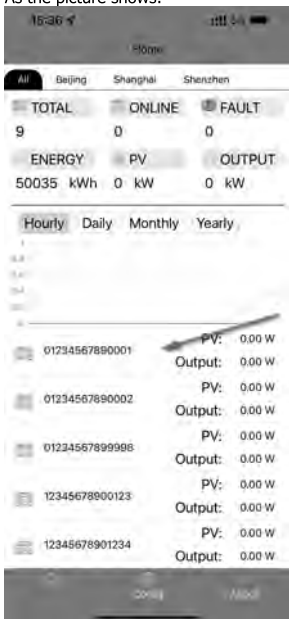 As the picture shows:
15:36
Home
All Beijing Shanghai Shenzhen
TOTAL ONLINE FAULT
9 0 0
ENERGY PV OUTPUT
50035 kWh 0 kW 0 kW
Hourly Daily Monthly Yearly
PV: 0.00 W
01234567890001
Output: 0.00 W
PV: 0.00 W
01234567890002
Output: 0.00 W
PV: 0.00 W
01234567899998
Output: 0.00 W
PV: 0.00 W
12345678900123
Output: 0.00 W
PV: 0.00 W
12345678901234
Output: 0.00 W
Config About